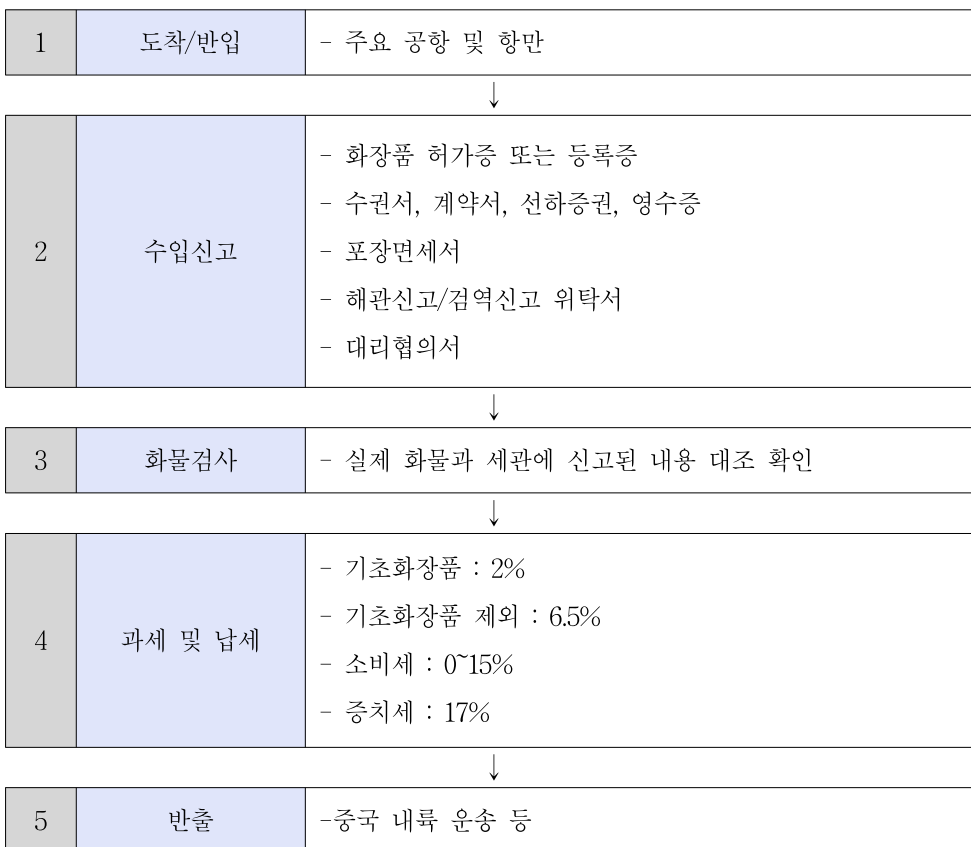 1 도착/반입 - 주요 공항 및 항만
↓
2 수입신고
- 화장품 허가증 또는 등록증
- 수권서, 계약서, 선하증권, 영수증
- 포장면세서
- 해관신고/검역신고 위탁서
- 대리협의서
↓
3 화물검사 - 실제 화물과 세관에 신고된 내용 대조 확인
↓
4 과세 및 납세
- 기초화장품 : 2%
- 기초화장품 제외 : 6.5%
- 소비세 : 0~15%
- 증치세 : 17%
↓
5 반출 -중국 내륙 운송 등